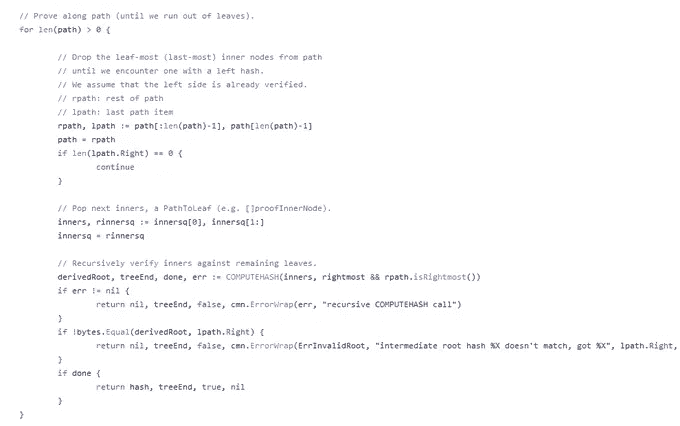 // Prove along path (until we run out of leaves).
for len(path) > 0 {
// Drop the leaf-most (last-most) inner nodes from path
// until we encounter one with a left hash.
// We assume that the left side is already verified.
// rpath: rest of path
// lpath: last path item
rpath, lpath := path[:len(path)-1], path[len(path)-1]
path = rpath
if len(lpath.Right) == 0 {
continue
}
// Pop next inners, a PathToLeaf (e.g. []proofInnerNode).
inners, rinnersq := innersq[0], innersq[1:]
innersq = rinnersq
// Recursively verify inners against remaining leaves.
derivedRoot, treeEnd, done, err := COMPUTEHASH(inners, rightmost && rpath.isRightmost())
if err != nil {
return nil, treeEnd, false, cmn.ErrorWrap(err, "recursive COMPUTEHASH call")
}
if !bytes.Equal(derivedRoot, lpath.Right) {
return nil, treeEnd, false, cmn.ErrorWrap(ErrInvalidRoot, "intermediate root hash %X doesn't match, got %X", lpath.Right,
}
if done {
return hash, treeEnd, true, nil
}
}